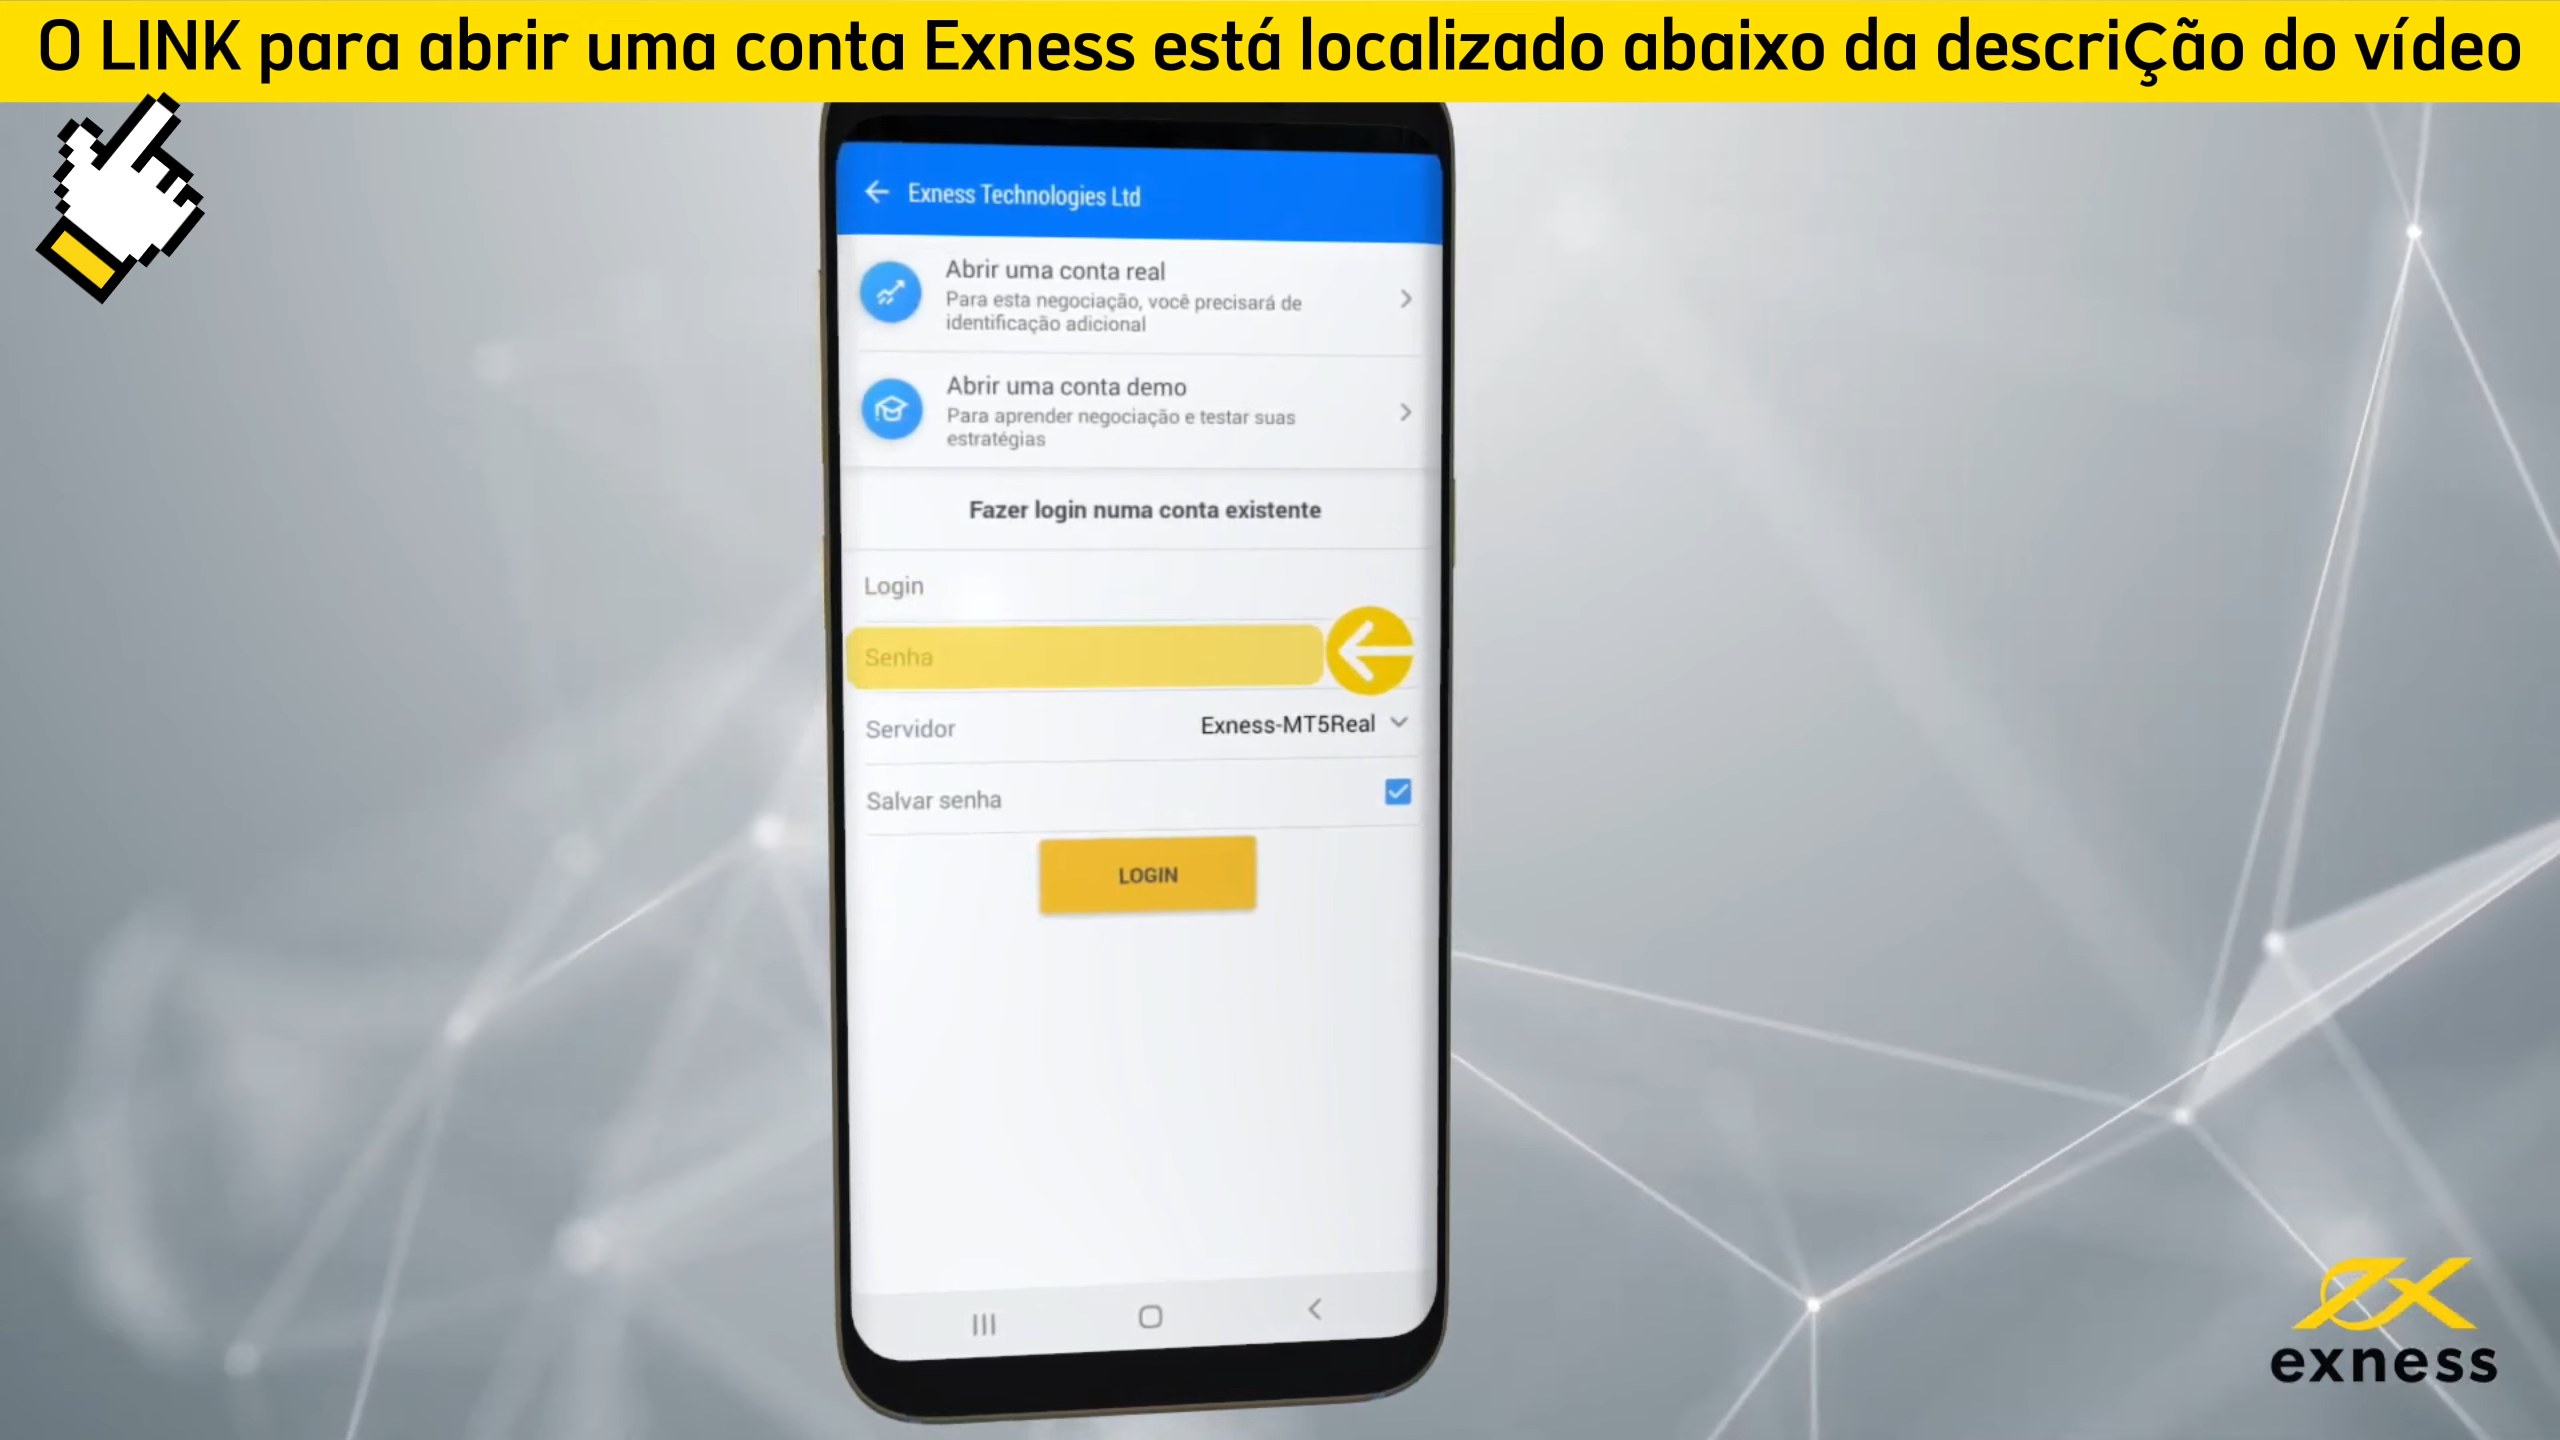 O LINK para abrir uma conta Exness está localizado abaixo da descriÇão do vídeo
Exness Technologies Ltd
Abrir uma conta real
Para esta negociação, você precisará de
identificação adicional
Abrir uma conta demo
Para aprender negociação e testar suas
estratégias
Fazer login numa conta existente
Login
Senha
Servidor
Exness-MT5Real
Salvar senha
LOGIN
ex
exness